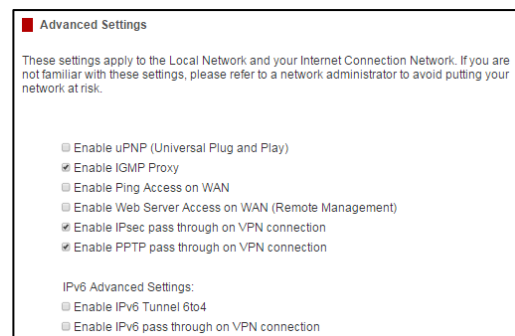 Advanced Settings
These settings apply to the Local Network and your Internet Connection Network. If you are
not familiar with these settings, please refer to a network administrator to avoid putting your
network at risk.
Enable uPNP (Universal Plug and Play)
Enable IGMP Proxy
Enable Ping Access on WAN
Enable Web Server Access on WAN (Remote Management)
Enable IPsec pass through on VPN connection
Enable PPTP pass through on VPN connection
IPv6 Advanced Settings:
Enable IPv6 Tunnel 6to4
Enable IPv6 pass through on VPN connection